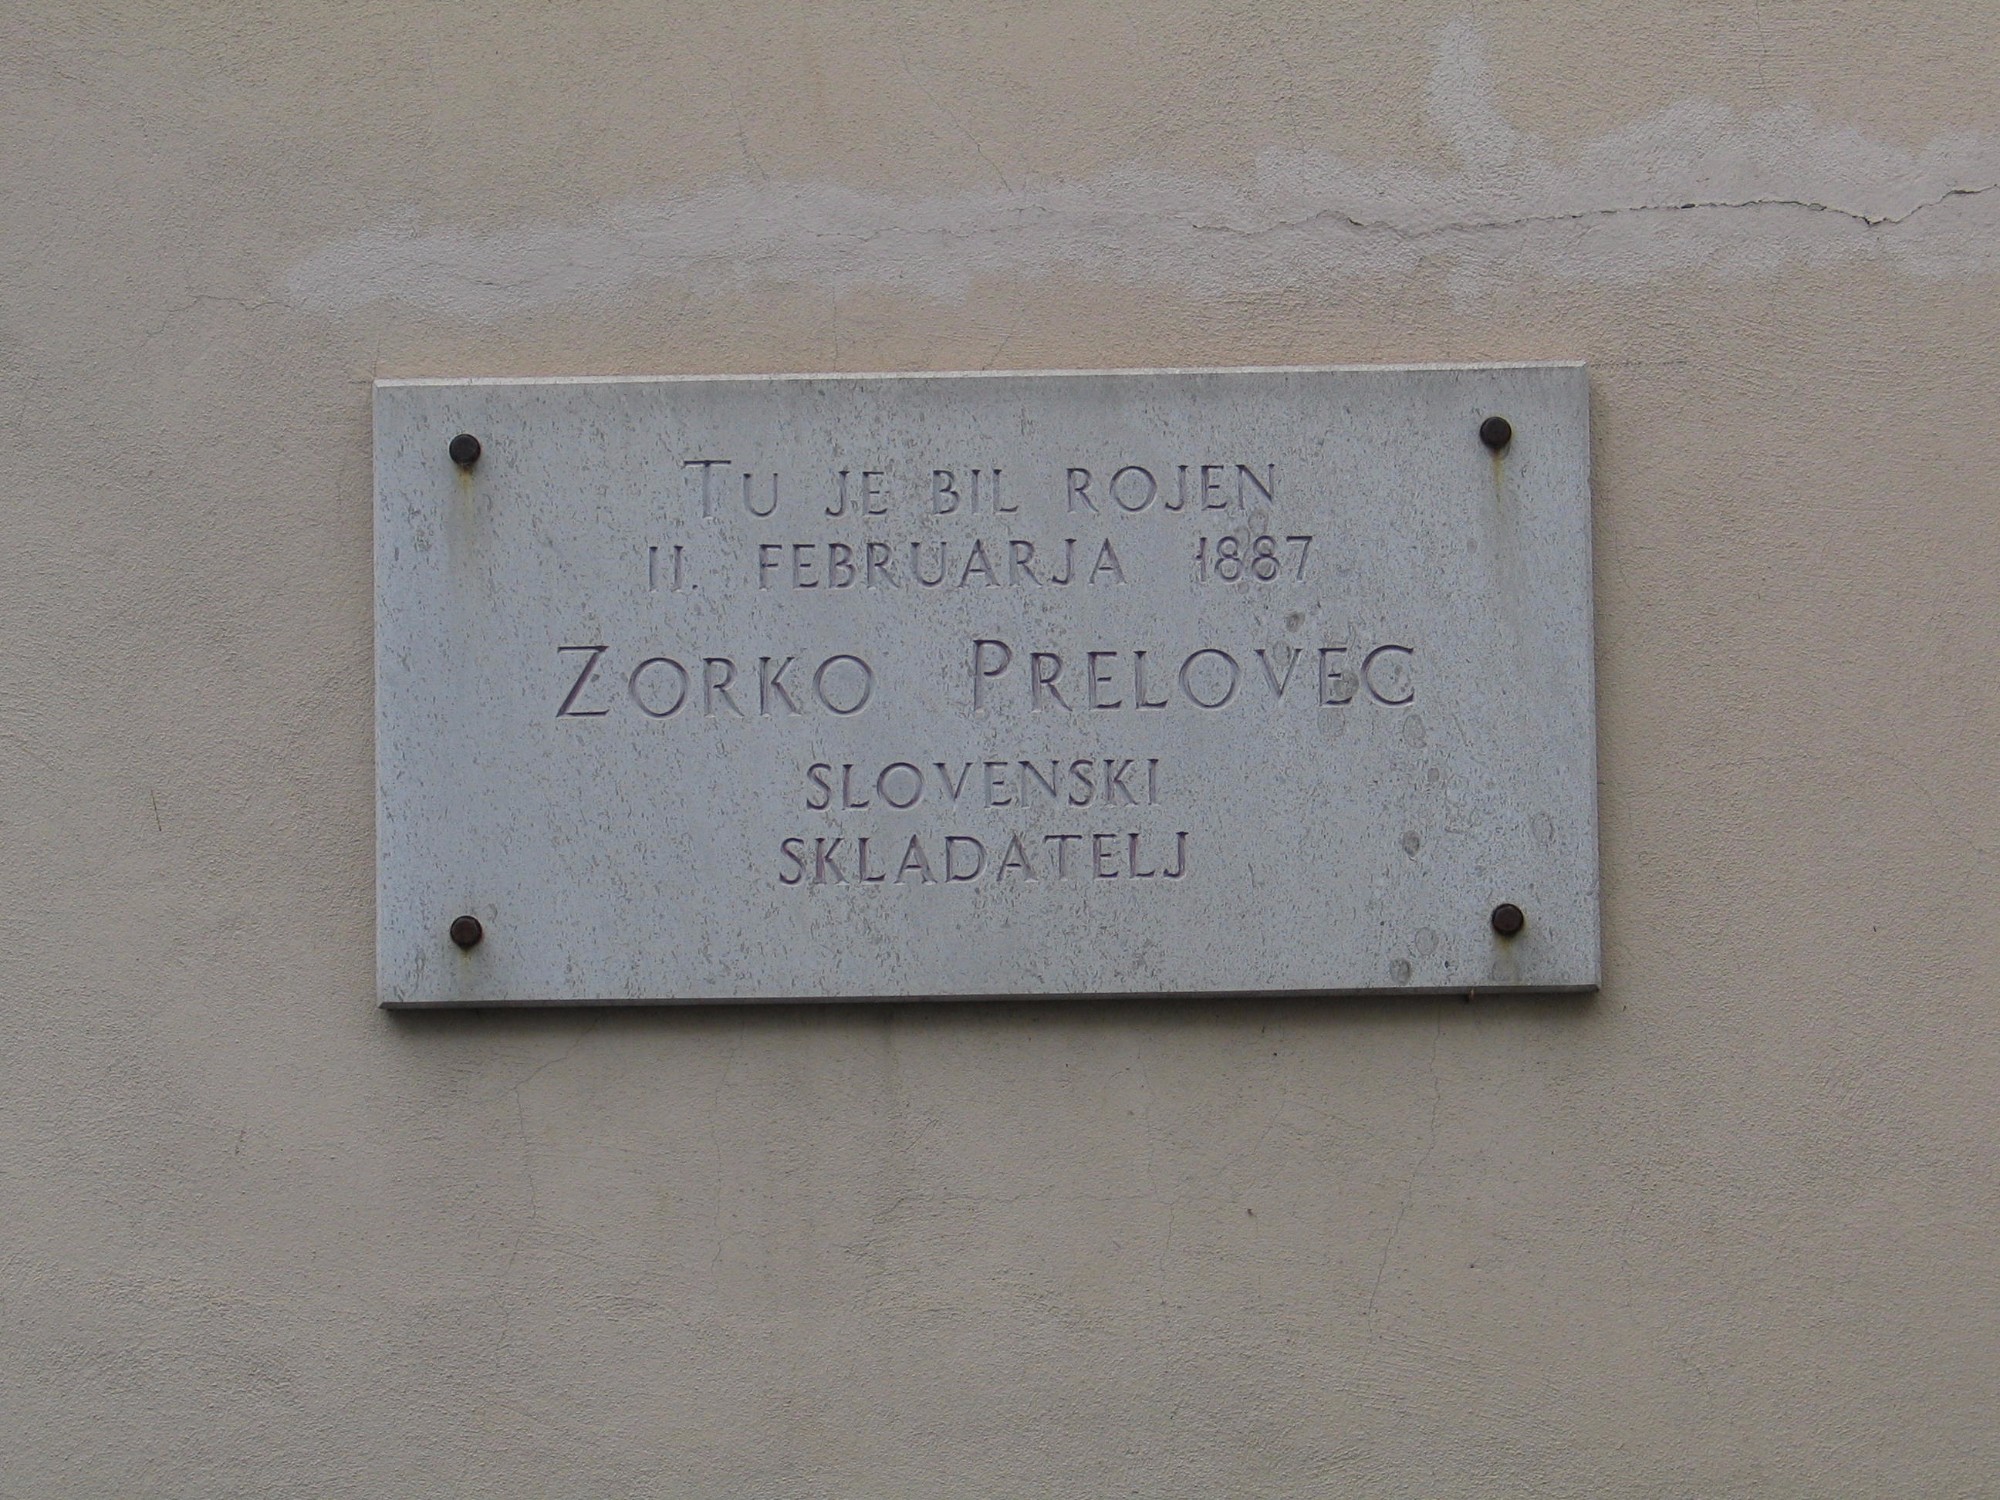 TU JE BIL ROJEN
11. FEBRUARJA 1887
ZORKO PRELOVEC
SLOVENSKI
SKLADATELJ